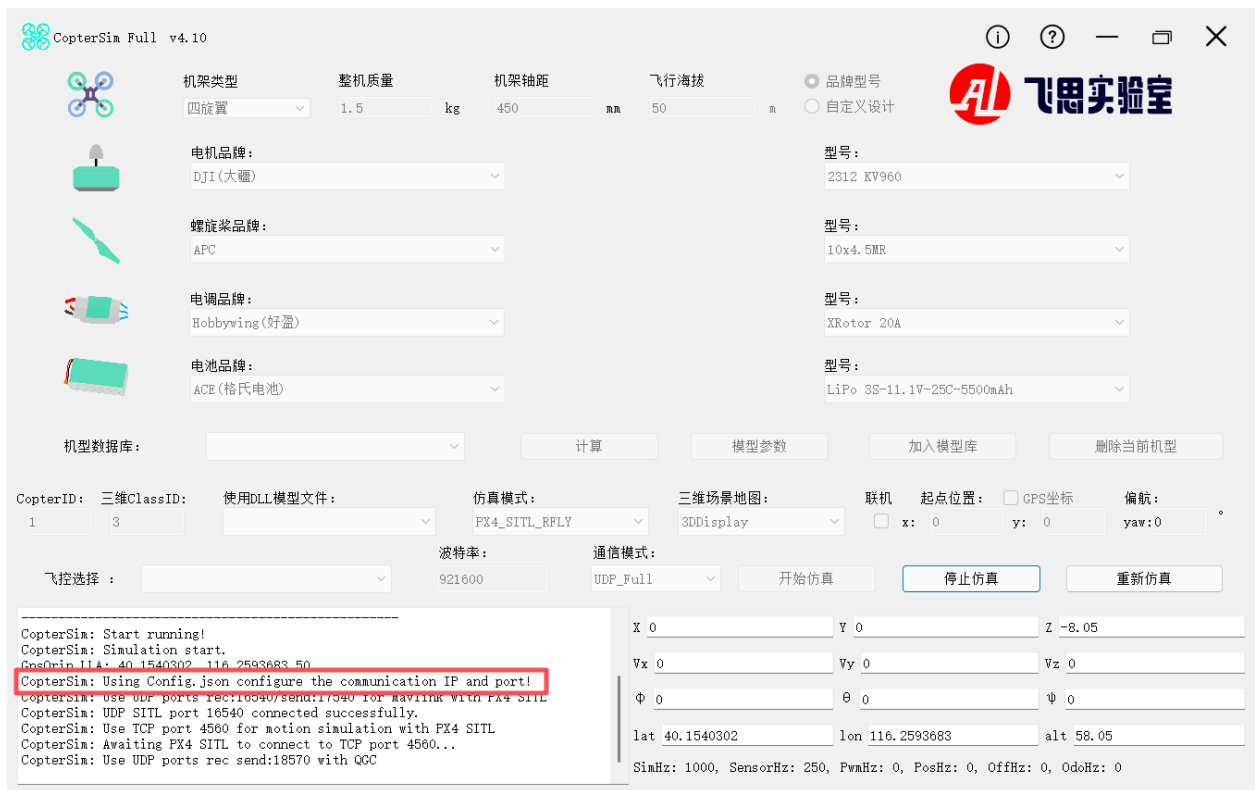 CopterSim Full v4.10
机架类型 整机质量 机架轴距 飞行海拔 品牌型号
四旋翼 1.5 kg 450 mm 50 m 自定义设计
飞思实验室
电机品牌： 型号：
DJI(大疆) 2312 KV960
螺旋桨品牌： 型号：
APC 10x4.5MR
电调品牌： 型号：
Hobbywing(好盈) XRotor 20A
电池品牌： 型号：
ACE(格氏电池) LiPo 3S-11.1V-25C-5500mAh
机型数据库： 计算 模型参数 加入模型库 删除当前机型
CopterID: 三维ClassID: 使用DLL模型文件: 仿真模式: 三维场景地图: 联机 起点位置: GPS坐标 偏航:
1 3 PX4_SITL_RFLY 3DDisplay x: 0 y: 0 yaw:0 °
波特率: 通信模式:
飞控选择 : 921600 UDP_Full 开始仿真 停止仿真 重新仿真
CopterSim: Start running!
CopterSim: Simulation start.
GpsOrin LLA: 40.1540302, 116.2593683,50
CopterSim: Using Config.json configure the communication IP and port!
CopterSim: Use UDP ports rec:16540/send:17540 for mavlink with PX4 SITL
CopterSim: UDP SITL port 16540 connected successfully.
CopterSim: Use TCP port 4560 for motion simulation with PX4 SITL
CopterSim: Awaiting PX4 SITL to connect to TCP port 4560...
CopterSim: Use UDP ports rec send:18570 with QGC
X 0 Y 0 Z -8.05
Vx 0 Vy 0 Vz 0
Φ 0 θ 0 ψ 0
lat 40.1540302 lon 116.2593683 alt 58.05
SimHz: 1000, SensorHz: 250, PwmHz: 0, PosHz: 0, OffHz: 0, OdoHz: 0